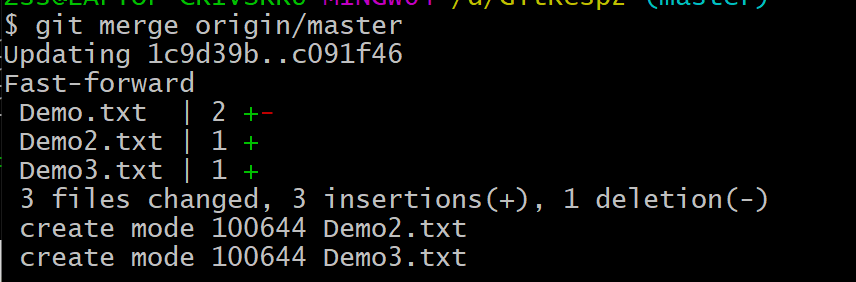 $ git merge origin/master
Updating 1c9d39b..c091f46
Fast-forward
 Demo.txt  | 2 +-
 Demo2.txt | 1 +
 Demo3.txt | 1 +
 3 files changed, 3 insertions(+), 1 deletion(-)
 create mode 100644 Demo2.txt
 create mode 100644 Demo3.txt